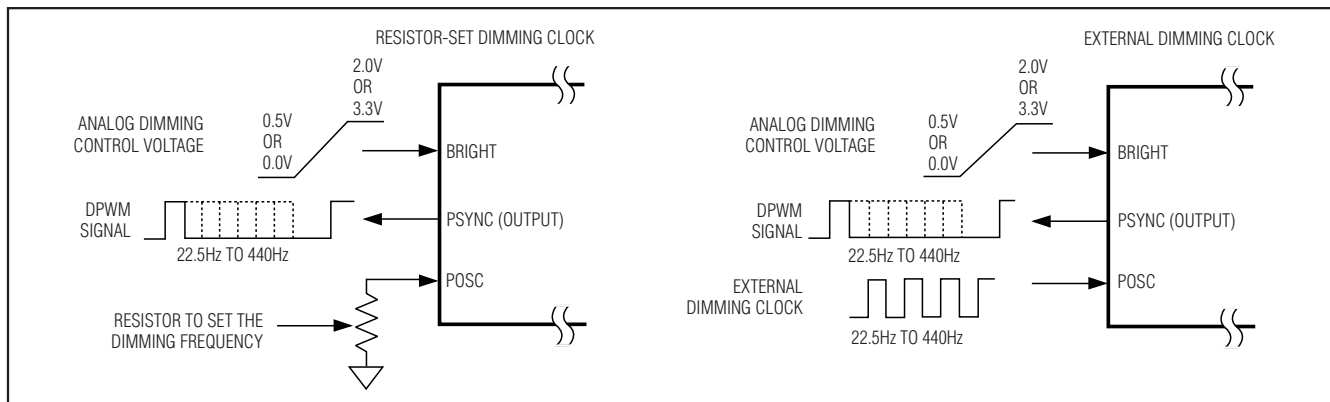 RESISTOR-SET DIMMING CLOCK
2.0V
OR
3.3V
0.5V
OR
0.0V
ANALOG DIMMING
CONTROL VOLTAGE
BRIGHT
DPWM
SIGNAL
PSYNC (OUTPUT)
22.5Hz TO 440Hz
POSC
RESISTOR TO SET THE
DIMMING FREQUENCY
EXTERNAL DIMMING CLOCK
2.0V
OR
3.3V
0.5V
OR
0.0V
ANALOG DIMMING
CONTROL VOLTAGE
BRIGHT
DPWM
SIGNAL
PSYNC (OUTPUT)
22.5Hz TO 440Hz
EXTERNAL
DIMMING CLOCK
POSC
22.5Hz TO 440Hz